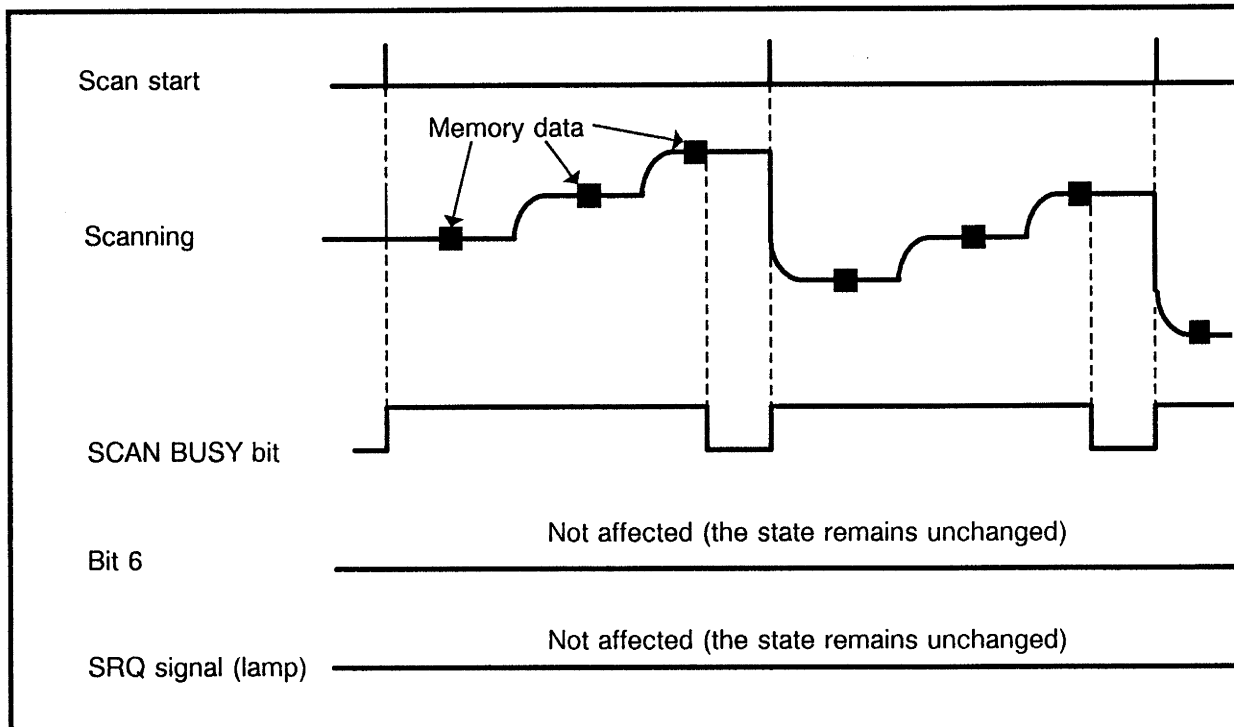 Scan start
Memory data
Scanning
SCAN BUSY bit
Not affected (the state remains unchanged)
Bit 6
Not affected (the state remains unchanged)
SRQ signal (lamp)